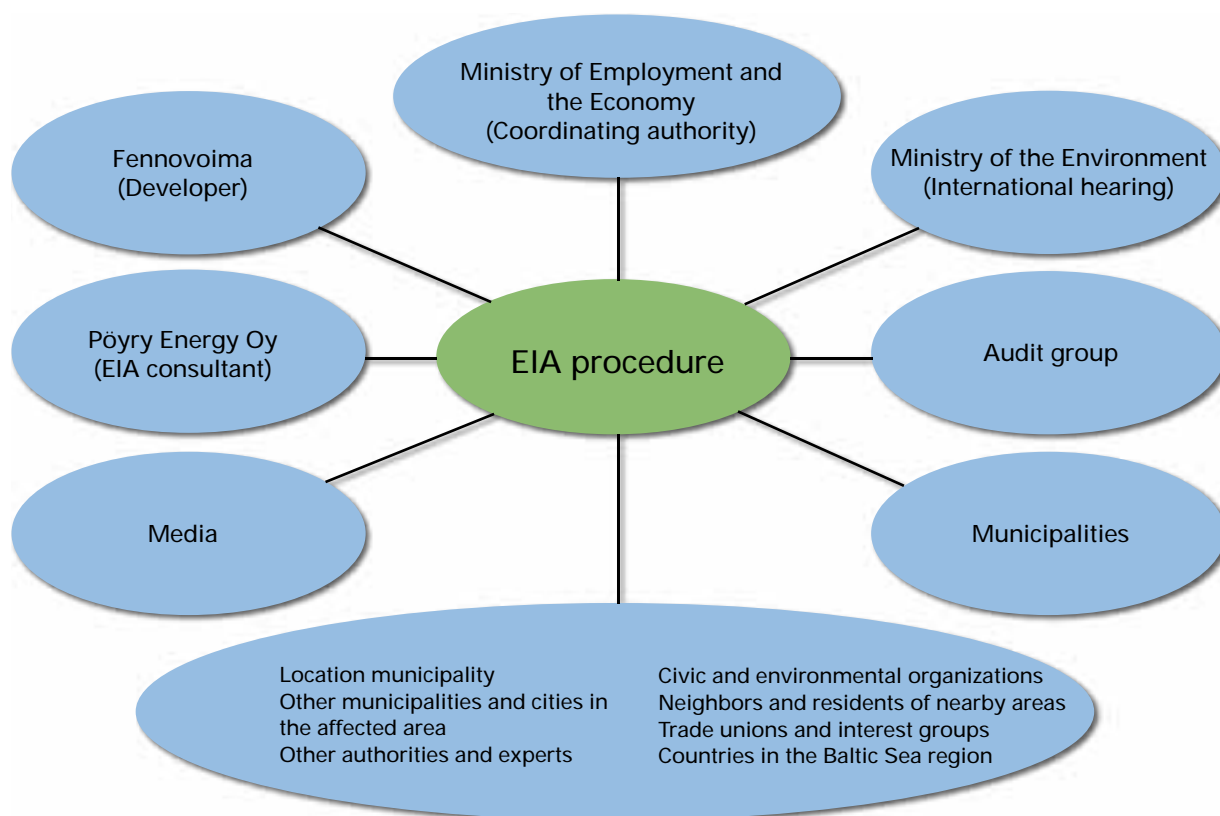 Ministry of Employment and
the Economy
(Coordinating authority)
Fennovoima
(Developer)
Ministry of the Environment
(International hearing)
Pöyry Energy Oy
(EIA consultant)
EIA procedure
Audit group
Media
Municipalities
Location municipality
Other municipalities and cities in
the affected area
Other authorities and experts
Civic and environmental organizations
Neighbors and residents of nearby areas
Trade unions and interest groups
Countries in the Baltic Sea region